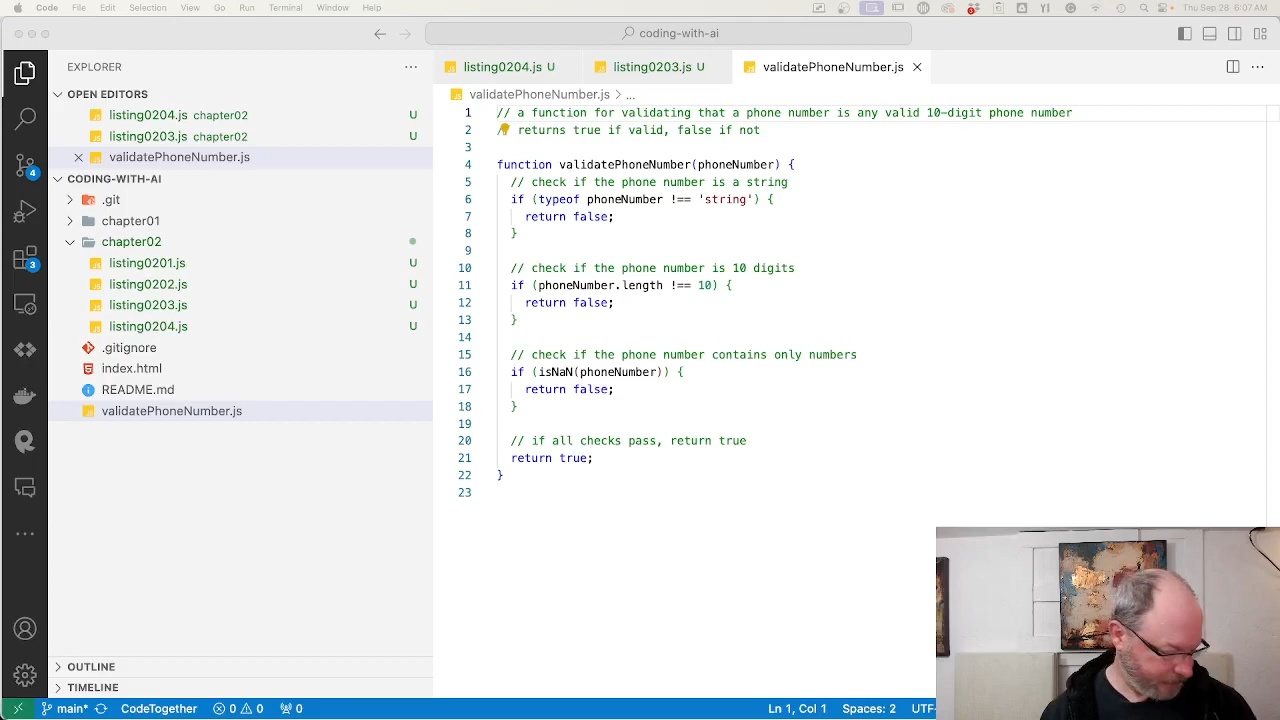 Code File Edit Selection View Go Run Terminal Window Help
Thu Sep 28 6:07 AM
coding-with-ai
EXPLORER
listing0204.js U
listing0203.js U
validatePhoneNumber.js
OPEN EDITORS
validatePhoneNumber.js > ...
listing0204.js chapter02 U
listing0203.js chapter02 U
validatePhoneNumber.js
CODING-WITH-AI
.git
chapter01
chapter02
listing0201.js U
listing0202.js U
listing0203.js U
listing0204.js U
.gitignore
index.html
README.md
validatePhoneNumber.js
4
3
OUTLINE
TIMELINE
1 // a function for validating that a phone number is any valid 10-digit phone number
2 // returns true if valid, false if not
3
4 function validatePhoneNumber(phoneNumber) {
5 // check if the phone number is a string
6 if (typeof phoneNumber !== 'string') {
7 return false;
8 }
9
10 // check if the phone number is 10 digits
11 if (phoneNumber.length !== 10) {
12 return false;
13 }
14
15 // check if the phone number contains only numbers
16 if (isNaN(phoneNumber)) {
17 return false;
18 }
19
20 // if all checks pass, return true
21 return true;
22 }
23
main* CodeTogether 0 0 0
Ln 1, Col 1 Spaces: 2 UTF-